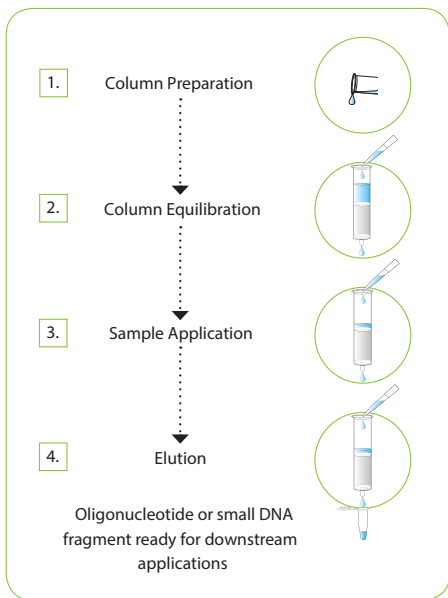 1. Column Preparation
2. Column Equilibration
3. Sample Application
4. Elution
Oligonucleotide or small DNA
fragment ready for downstream
applications